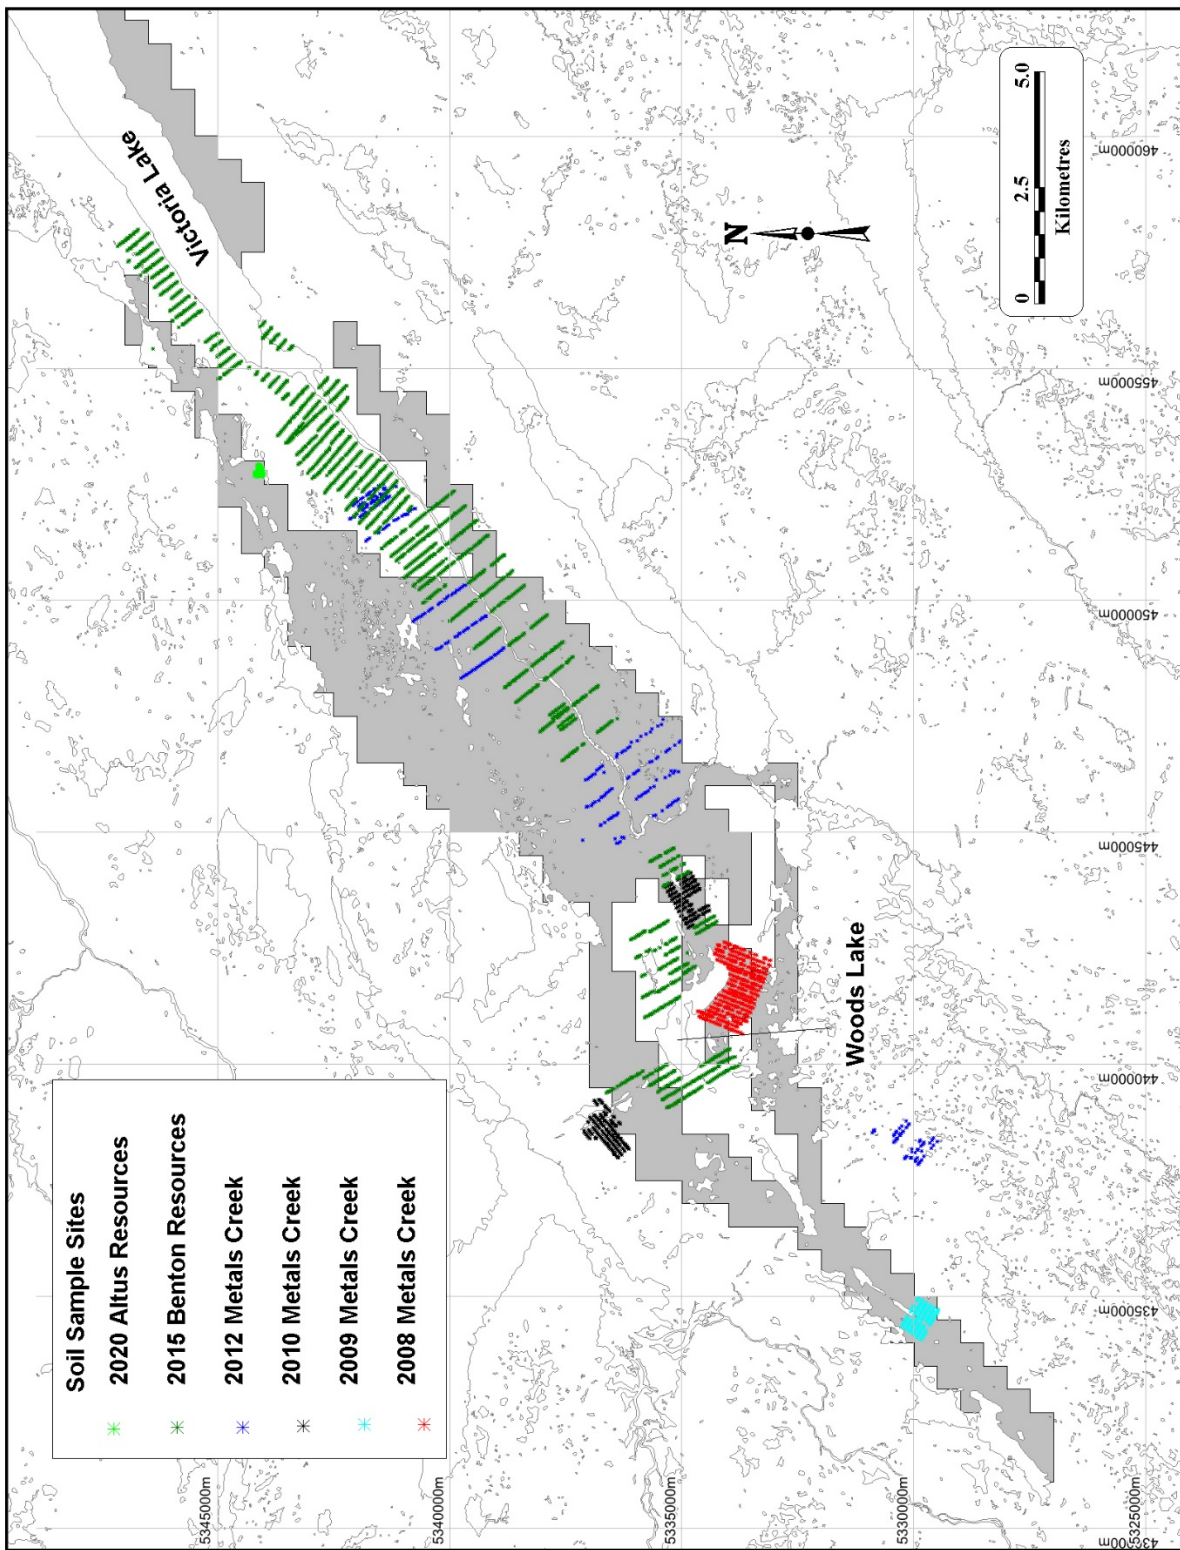 Soil Sample Sites
2020 Altus Resources
2015 Benton Resources
2012 Metals Creek
2010 Metals Creek
2009 Metals Creek
2008 Metals Creek
Victoria Lake
Woods Lake
N
0 2.5 5.0
Kilometres
5345000m
5340000m
5335000m
5330000m
5325000m
435000m
440000m
445000m
450000m
455000m
460000m